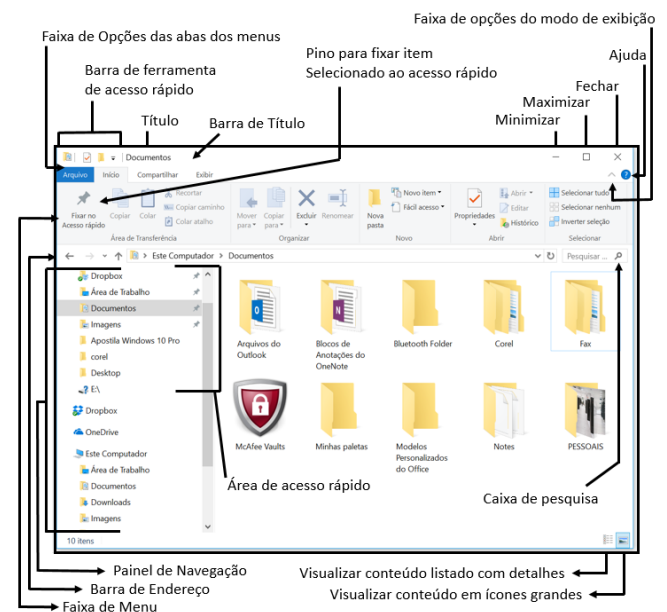 Faixa de opções do modo de exibição
Faixa de Opções das abas dos menus
Pino para fixar item
Selecionado ao acesso rápido
Ajuda
Barra de ferramenta
de acesso rápido
Fechar
Maximizar
Minimizar
Título
Barra de Título
Documentos
Arquivo Início Compartilhar Exibir
Fixar no
Acesso rápido
Copiar
Colar
Recortar
Copiar caminho
Colar atalho
Área de Transferência
Mover
para
Copiar
para
Excluir
Renomear
Organizar
Nova
pasta
Novo item
Fácil acesso
Novo
Propriedades
Abrir
Editar
Histórico
Abrir
Selecionar tudo
Selecionar nenhum
Inverter seleção
Selecionar
Este Computador > Documentos
Pesquisar ...
Dropbox
Área de Trabalho
Documentos
Imagens
Apostila Windows 10 Pro
corel
Desktop
E:\
Dropbox
OneDrive
Este Computador
Área de Trabalho
Documentos
Downloads
Imagens
Arquivos do
Outlook
Blocos de
Anotações do
OneNote
Bluetooth Folder
Corel
Fax
McAfee Vaults
Minhas paletas
Modelos
Personalizados
do Office
Notes
PESSOAIS
Área de acesso rápido
Caixa de pesquisa
10 itens
Painel de Navegação
Visualizar conteúdo listado com detalhes
Barra de Endereço
Visualizar conteúdo em ícones grandes
Faixa de Menu